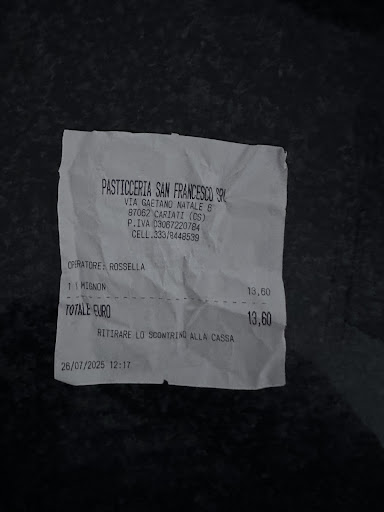 PASTICCERIA SAN FRANCESCO SRL
VIA GAETANO NATALE 6
87062 CARIATI (CS)
P.IVA 03067220784
CELL.333/8448539
OPERATORE: ROSSELLA
1 X MIGNON 13,60
TOTALE EURO 13,60
RITIRARE LO SCONTRINO ALLA CASSA
26/07/2025 12:17